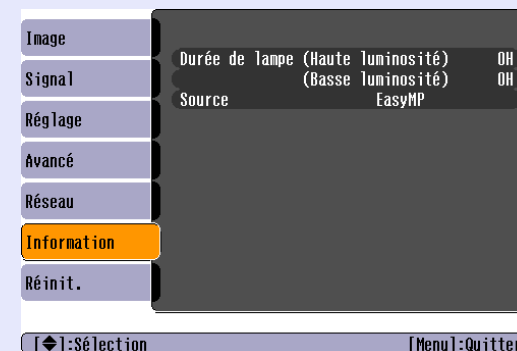 Image
Signal
Réglage
Avancé
Réseau
Information
Réinit.
Durée de lampe (Haute luminosité) 0H
(Basse luminosité) 0H
Source EasyMP
[◆]:Sélection [Menu]:Quitter